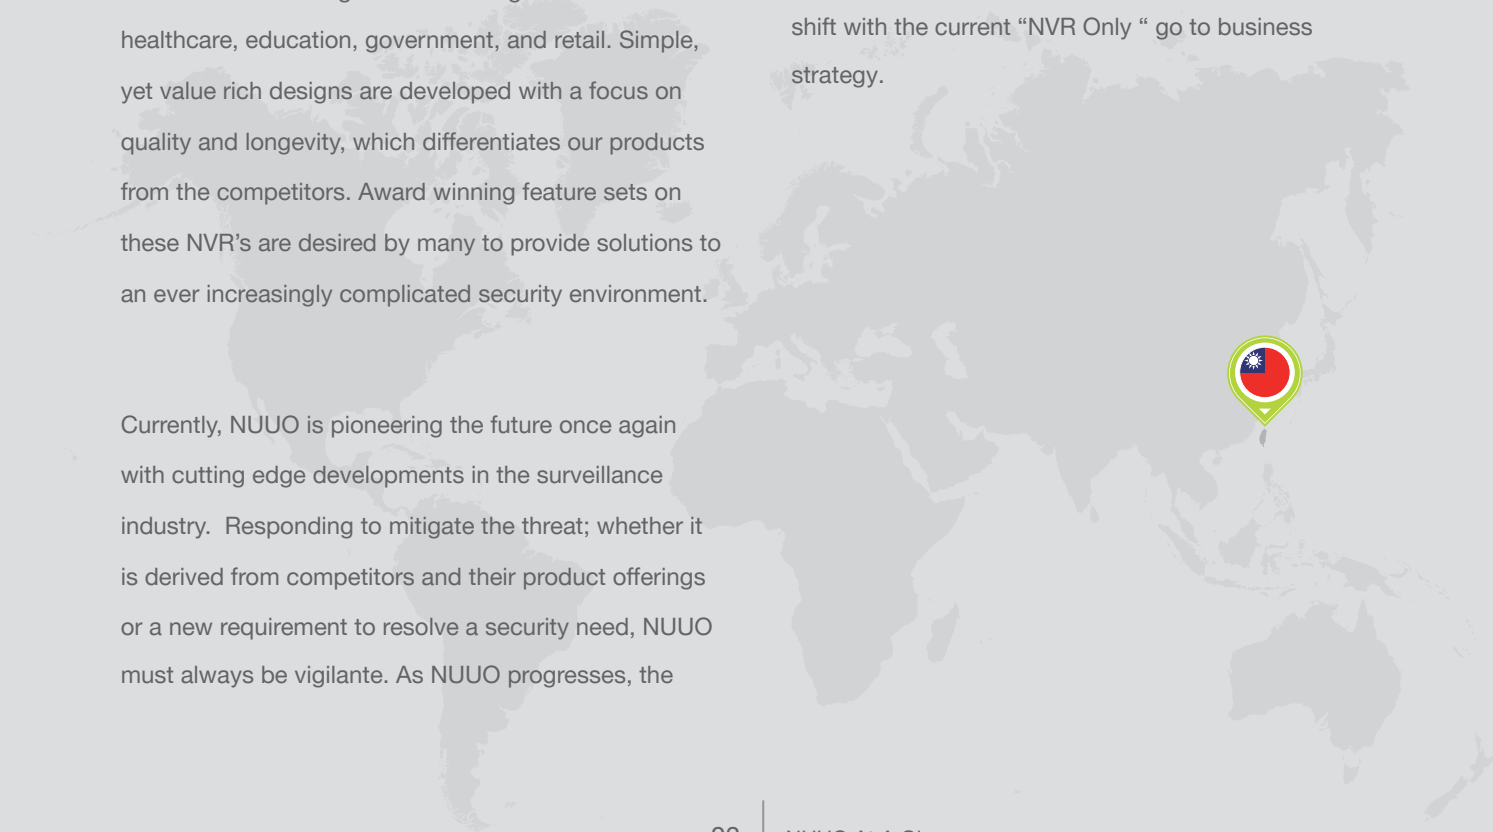 healthcare, education, government, and retail. Simple,
yet value rich designs are developed with a focus on
quality and longevity, which differentiates our products
from the competitors. Award winning feature sets on
these NVR’s are desired by many to provide solutions to
an ever increasingly complicated security environment.
Currently, NUUO is pioneering the future once again
with cutting edge developments in the surveillance
industry.  Responding to mitigate the threat; whether it
is derived from competitors and their product offerings
or a new requirement to resolve a security need, NUUO
must always be vigilante. As NUUO progresses, the
shift with the current “NVR Only “ go to business
strategy.